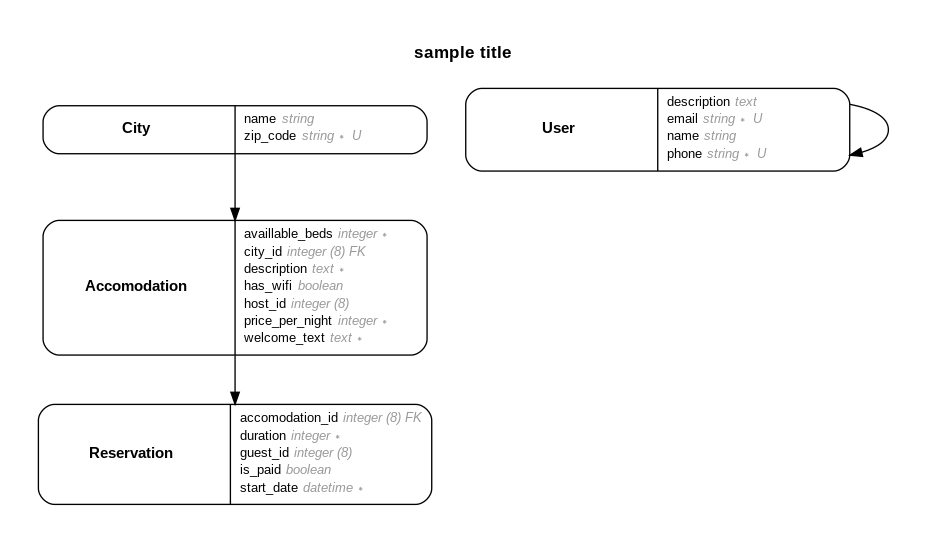 sample title
City
name string
zip_code string ∗ U
User
description text
email string ∗ U
name string
phone string ∗ U
Accomodation
availlable_beds integer ∗
city_id integer (8) FK
description text ∗
has_wifi boolean
host_id integer (8)
price_per_night integer ∗
welcome_text text ∗
Reservation
accomodation_id integer (8) FK
duration integer ∗
guest_id integer (8)
is_paid boolean
start_date datetime ∗